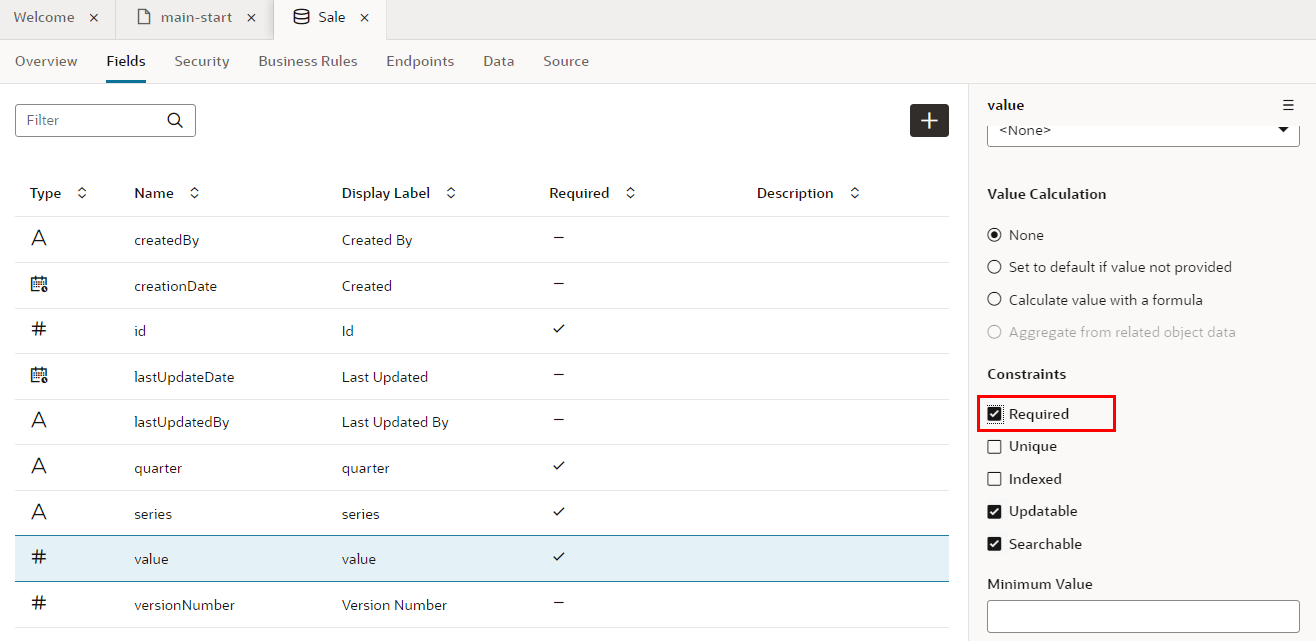 Welcome × main-start × Sale ×
Overview Fields Security Business Rules Endpoints Data Source
Filter
Type Name Display Label Required Description
createdBy Created By
creationDate Created
id Id
lastUpdateDate Last Updated
lastUpdatedBy Last Updated By
quarter quarter
series series
value value
versionNumber Version Number
value
<None>
Value Calculation
None
Set to default if value not provided
Calculate value with a formula
Aggregate from related object data
Constraints
Required
Unique
Indexed
Updatable
Searchable
Minimum Value